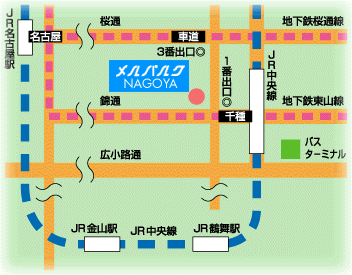 桜通
地下鉄桜通線
JR名古屋駅
名古屋
車道
3番出口◎
メルパルク
NAGOYA
1番出口◎
JR中央線
錦通
地下鉄東山線
千種
バス
ターミナル
広小路通
JR金山駅
JR中央線
JR鶴舞駅